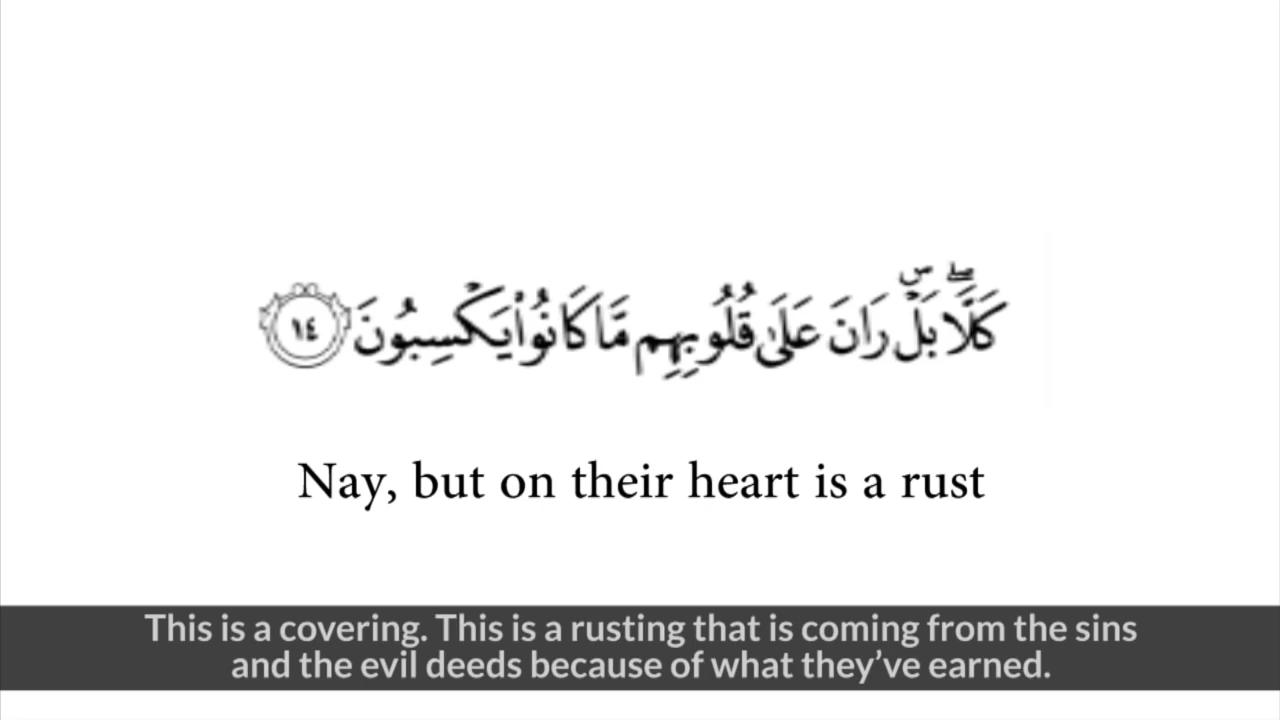 كَلَّا ۖ بَلْ ۜ رَانَ عَلَىٰ قُلُوبِهِم مَّا كَانُوا۟ يَكْسِبُونَ ١٤
Nay, but on their heart is a rust
This is a covering. This is a rusting that is coming from the sins
and the evil deeds because of what they’ve earned.